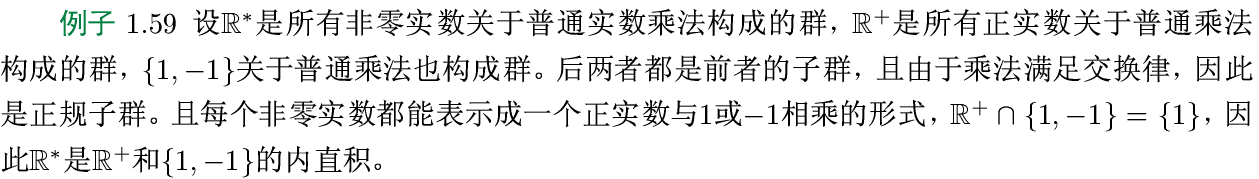 例子 1.59 设ℝ*是所有非零实数关于普通实数乘法构成的群，ℝ⁺是所有正实数关于普通乘法
构成的群，{1, −1}关于普通乘法也构成群。后两者都是前者的子群，且由于乘法满足交换律，因此
是正规子群。且每个非零实数都能表示成一个正实数与1或−1相乘的形式，ℝ⁺ ∩ {1, −1} = {1}，因
此ℝ*是ℝ⁺和{1, −1}的内直积。